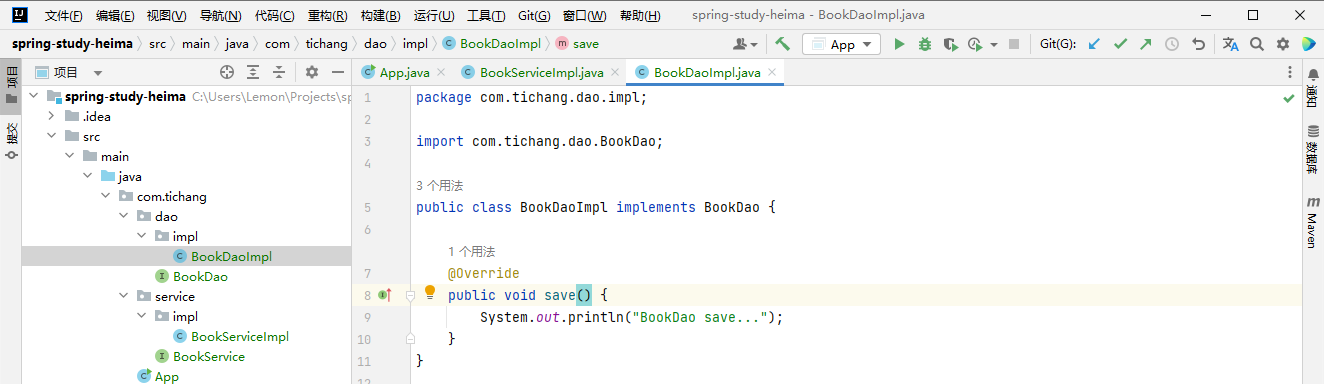 文件(F) 编辑(E) 视图(V) 导航(N) 代码(C) 重构(R) 构建(B) 运行(U) 工具(T) Git(G) 窗口(W) 帮助(H) spring-study-heima - BookDaoImpl.java
spring-study-heima src main java com tichang dao impl BookDaoImpl save App Git(G):
项目
提交
项目
spring-study-heima C:\Users\Lemon\Projects\sp
.idea
src
main
java
com.tichang
dao
impl
BookDaoImpl
BookDao
service
impl
BookServiceImpl
BookService
App
App.java BookServiceImpl.java BookDaoImpl.java
1 package com.tichang.dao.impl;
2
3 import com.tichang.dao.BookDao;
4
3 个用法
5 public class BookDaoImpl implements BookDao {
6
1 个用法
7 @Override
8 public void save() {
9 System.out.println("BookDao save...");
10 }
11 }
12
通知
数据库
Maven